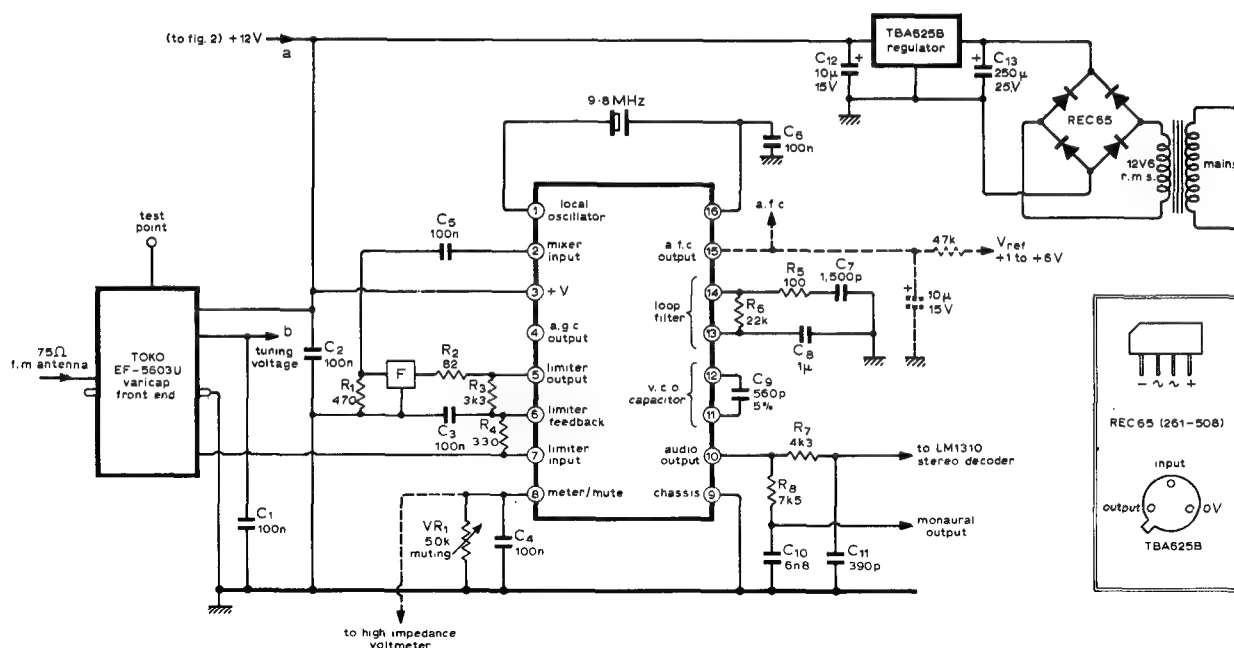 (to fig. 2) +12V
a
TBA625B
regulator
C12
10μ
15V
+
+
C13
250μ
25V
REC65
12V6
r.m.s.
mains
9·8MHz
C6
100n
test
point
TOKO
EF-5603U
varicap
front end
75Ω
f.m antenna
b
tuning
voltage
C1
100n
C2
100n
C5
100n
R1
470
F
R2
82
R3
3k3
C3
100n
R4
330
1
local
oscillator
2
mixer
input
3
+V
4
a.g.c
output
5
limiter
output
6
limiter
feedback
7
limiter
input
8
meter/mute
16
15
a f.c
output
14
loop
filter
13
12
v.c.o
capacitor
11
10
audio
output
9
chassis
a.f.c
47k
Vref
+1 to +6V
+
10μ
15V
R5
100
C7
1,500p
R6
22k
C8
1μ
C9
560p
5%
R7
4k3
to LM1310
stereo decoder
R8
7k5
monaural
output
C10
6n8
C11
390p
VR1
50k
muting
C4
100n
to high impedance
voltmeter
− ∿ ∿ +
REC65 (261-508)
input
output
0V
TBA625B